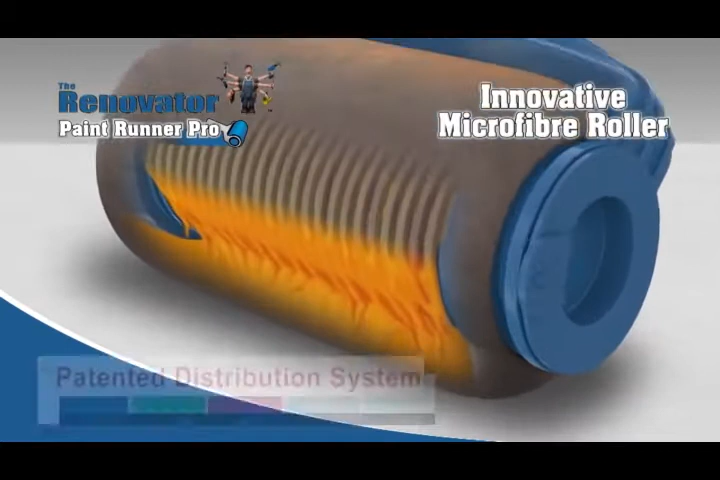 The
Renovator
Paint Runner Pro
Innovative
Microfibre Roller
Patented Distribution System